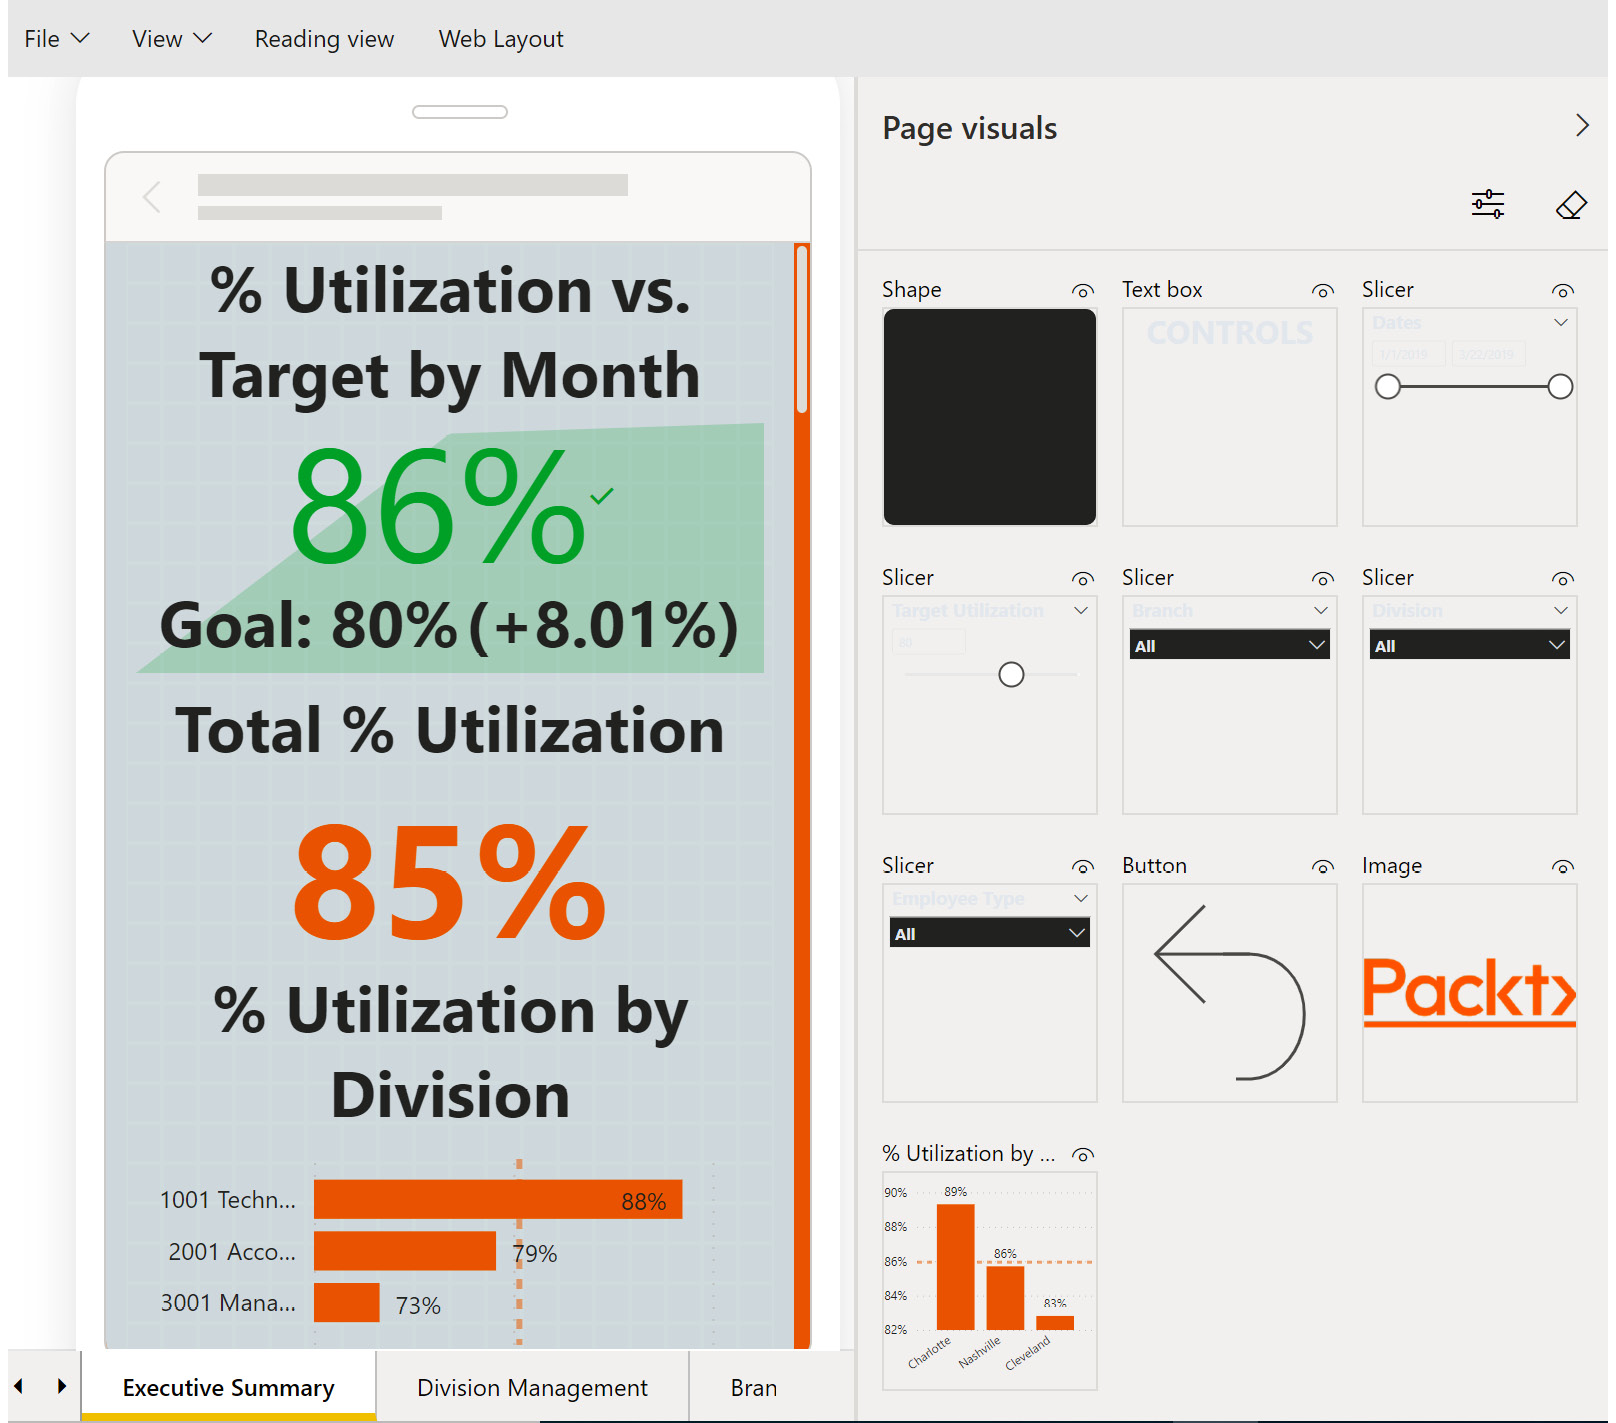 File View Reading view Web Layout
% Utilization vs.
Target by Month
86%
Goal: 80% (+8.01%)
Total % Utilization
85%
% Utilization by
Division
1001 Techn... 88%
2001 Acco... 79%
3001 Mana... 73%
Executive Summary Division Management Bran
Page visuals
Shape Text box Slicer
CONTROLS Dates
1/1/2019 3/22/2019
Slicer Slicer Slicer
Target Utilization Branch Division
80 All All
Slicer Button Image
Employee Type
All
Packt
% Utilization by ...
90% 89%
88%
86% 86%
84% 83%
82%
Charlotte Nashville Cleveland